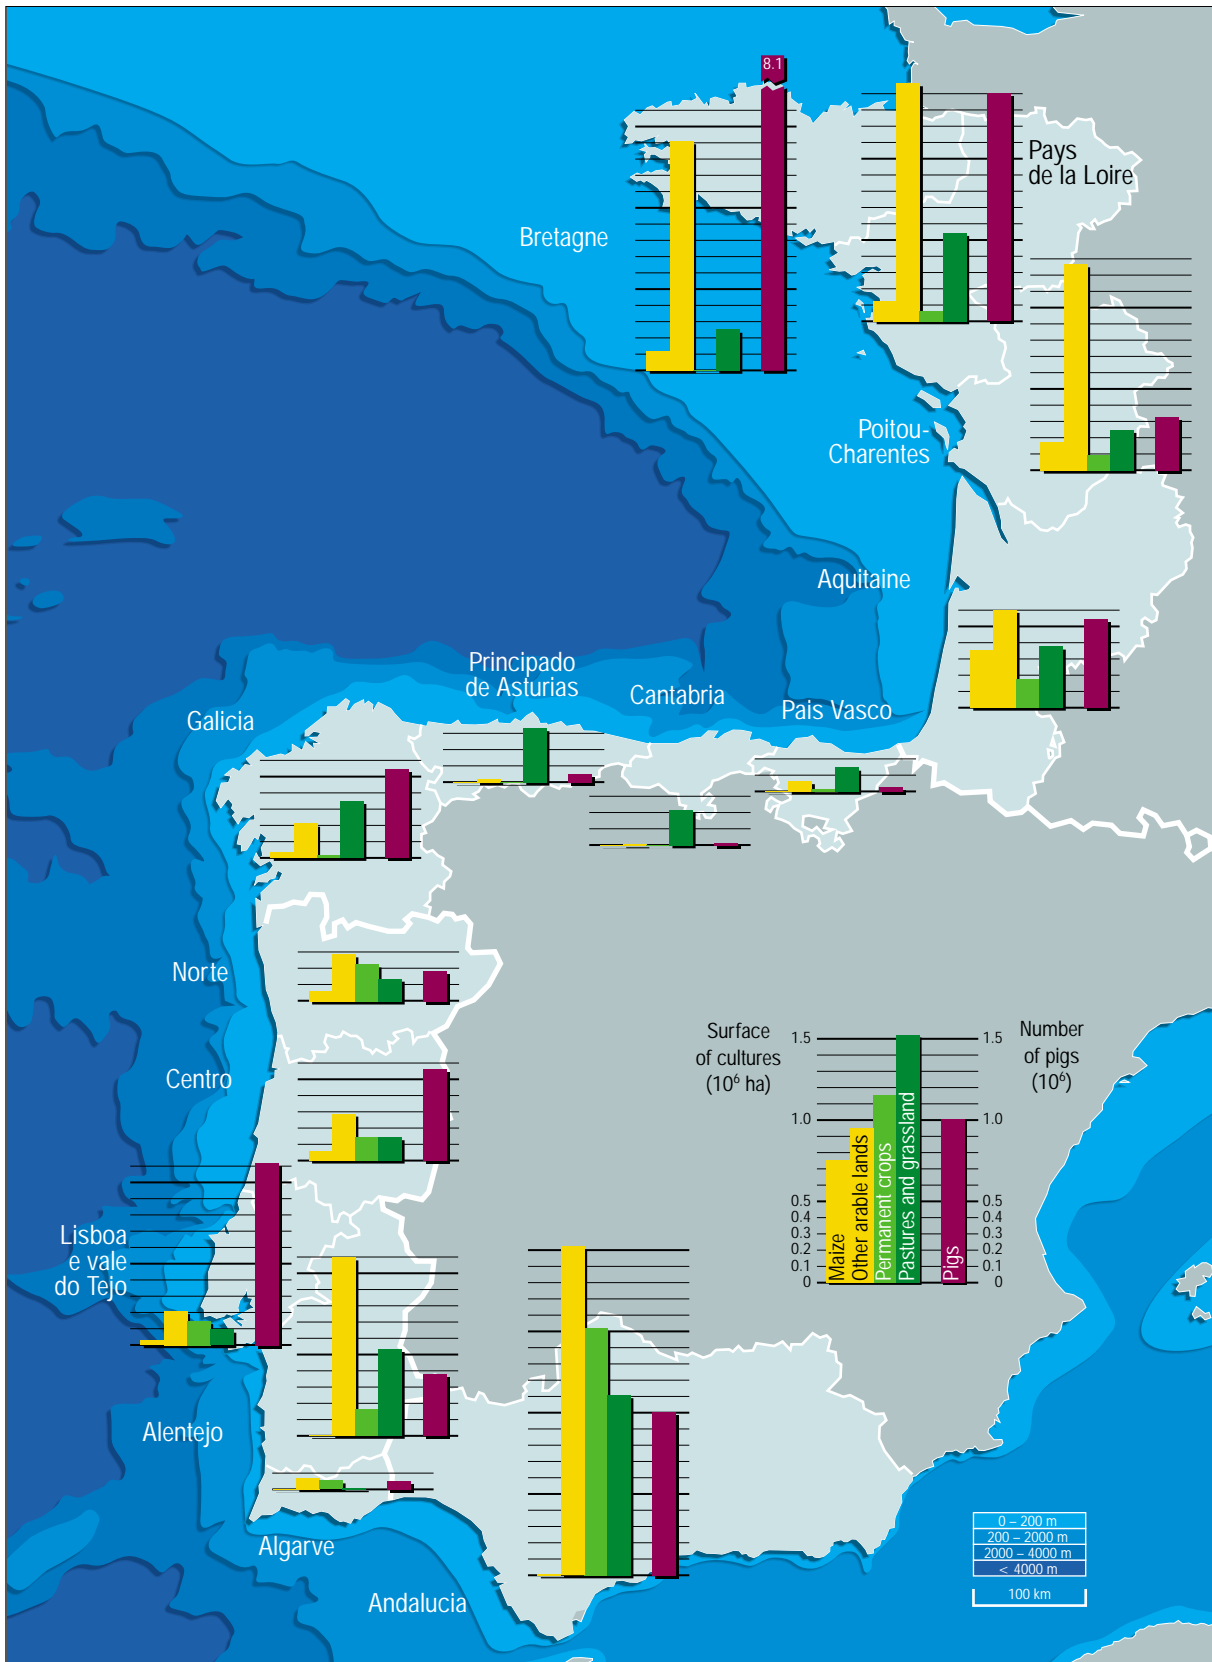 8.1
Pays
de la Loire
Bretagne
Poitou-
Charentes
Aquitaine
Principado
de Asturias
Cantabria
Pais Vasco
Galicia
Norte
Centro
Lisboa
e vale
do Tejo
Alentejo
Algarve
Andalucia
Surface
of cultures
(10⁶ ha)
Number
of pigs
(10⁶)
1.5
1.0
0.5
0.4
0.3
0.2
0.1
0
Maize
Other arable lands
Permanent crops
Pastures and grassland
Pigs
1.5
1.0
0.5
0.4
0.3
0.2
0.1
0
0 – 200 m
200 – 2000 m
2000 – 4000 m
< 4000 m
100 km